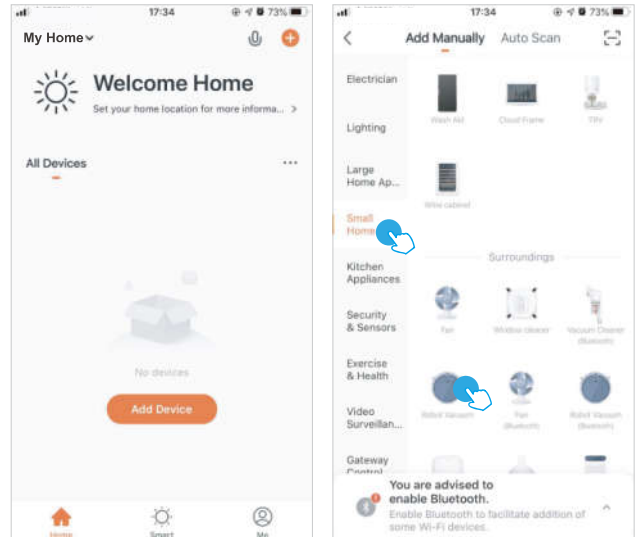 17:34
73%
My Home
Welcome Home
Set your home location for more informa... >
All Devices
...
No devices
Add Device
Home
Smart
Me
17:34
73%
Add Manually
Auto Scan
Electrician
Wash Aid
Cloud Frame
TRV
Lighting
Large
Home Ap...
Wine cabinet
Small
Home
Surroundings
Kitchen
Appliances
Fan
Window cleaner
Vacuum Cleaner
(Bluetooth)
Security
& Sensors
Exercise
& Health
Robot Vacuum
Fan
(Bluetooth)
Robot Vacuum
(Bluetooth)
Video
Surveillan...
Gateway
Control
You are advised to
enable Bluetooth.
Enable Bluetooth to facilitate addition of
some Wi-Fi devices.